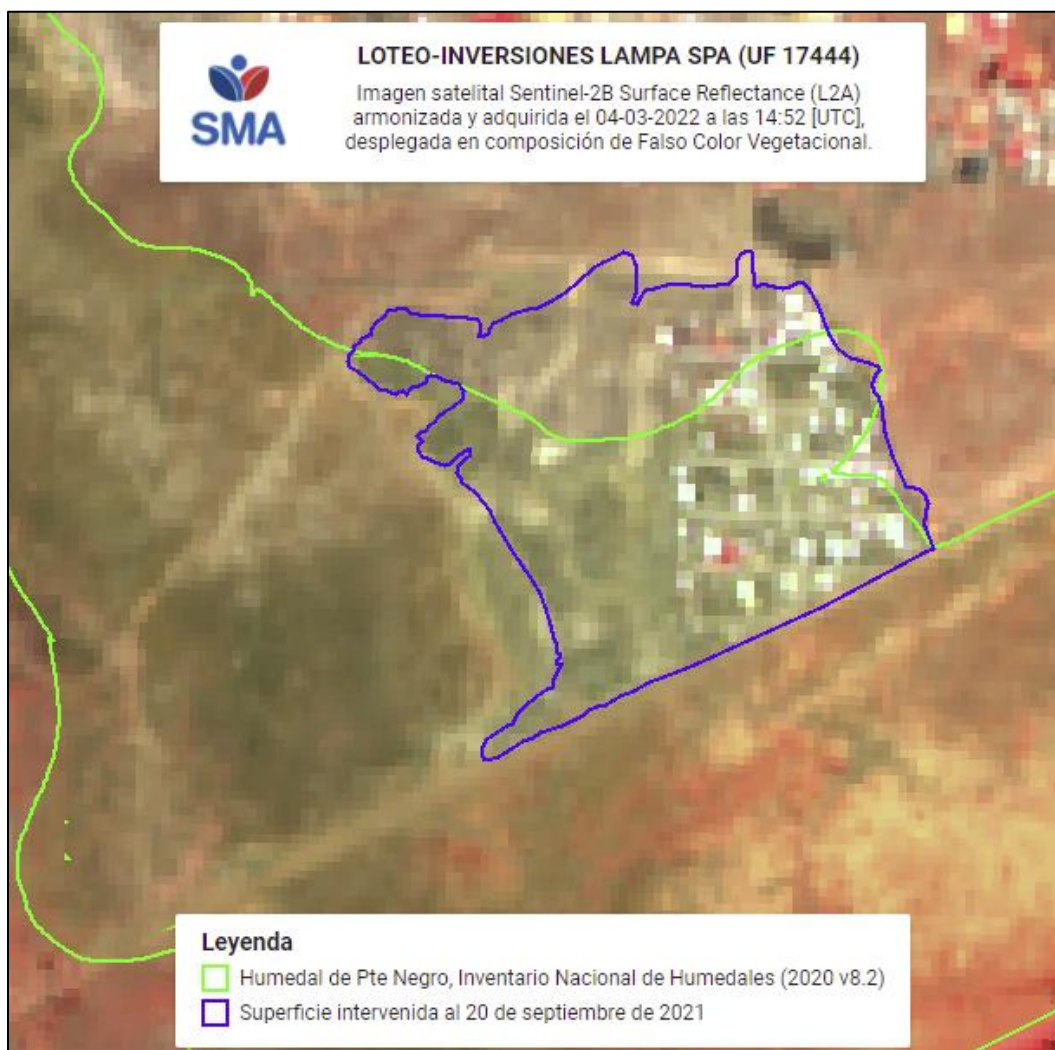 LOTEO-INVERSIONES LAMPA SPA (UF 17444)
Imagen satelital Sentinel-2B Surface Reflectance (L2A)
armonizada y adquirida el 04-03-2022 a las 14:52 [UTC],
desplegada en composición de Falso Color Vegetacional.
SMA
Leyenda
Humedal de Pte Negro, Inventario Nacional de Humedales (2020 v8.2)
Superficie intervenida al 20 de septiembre de 2021